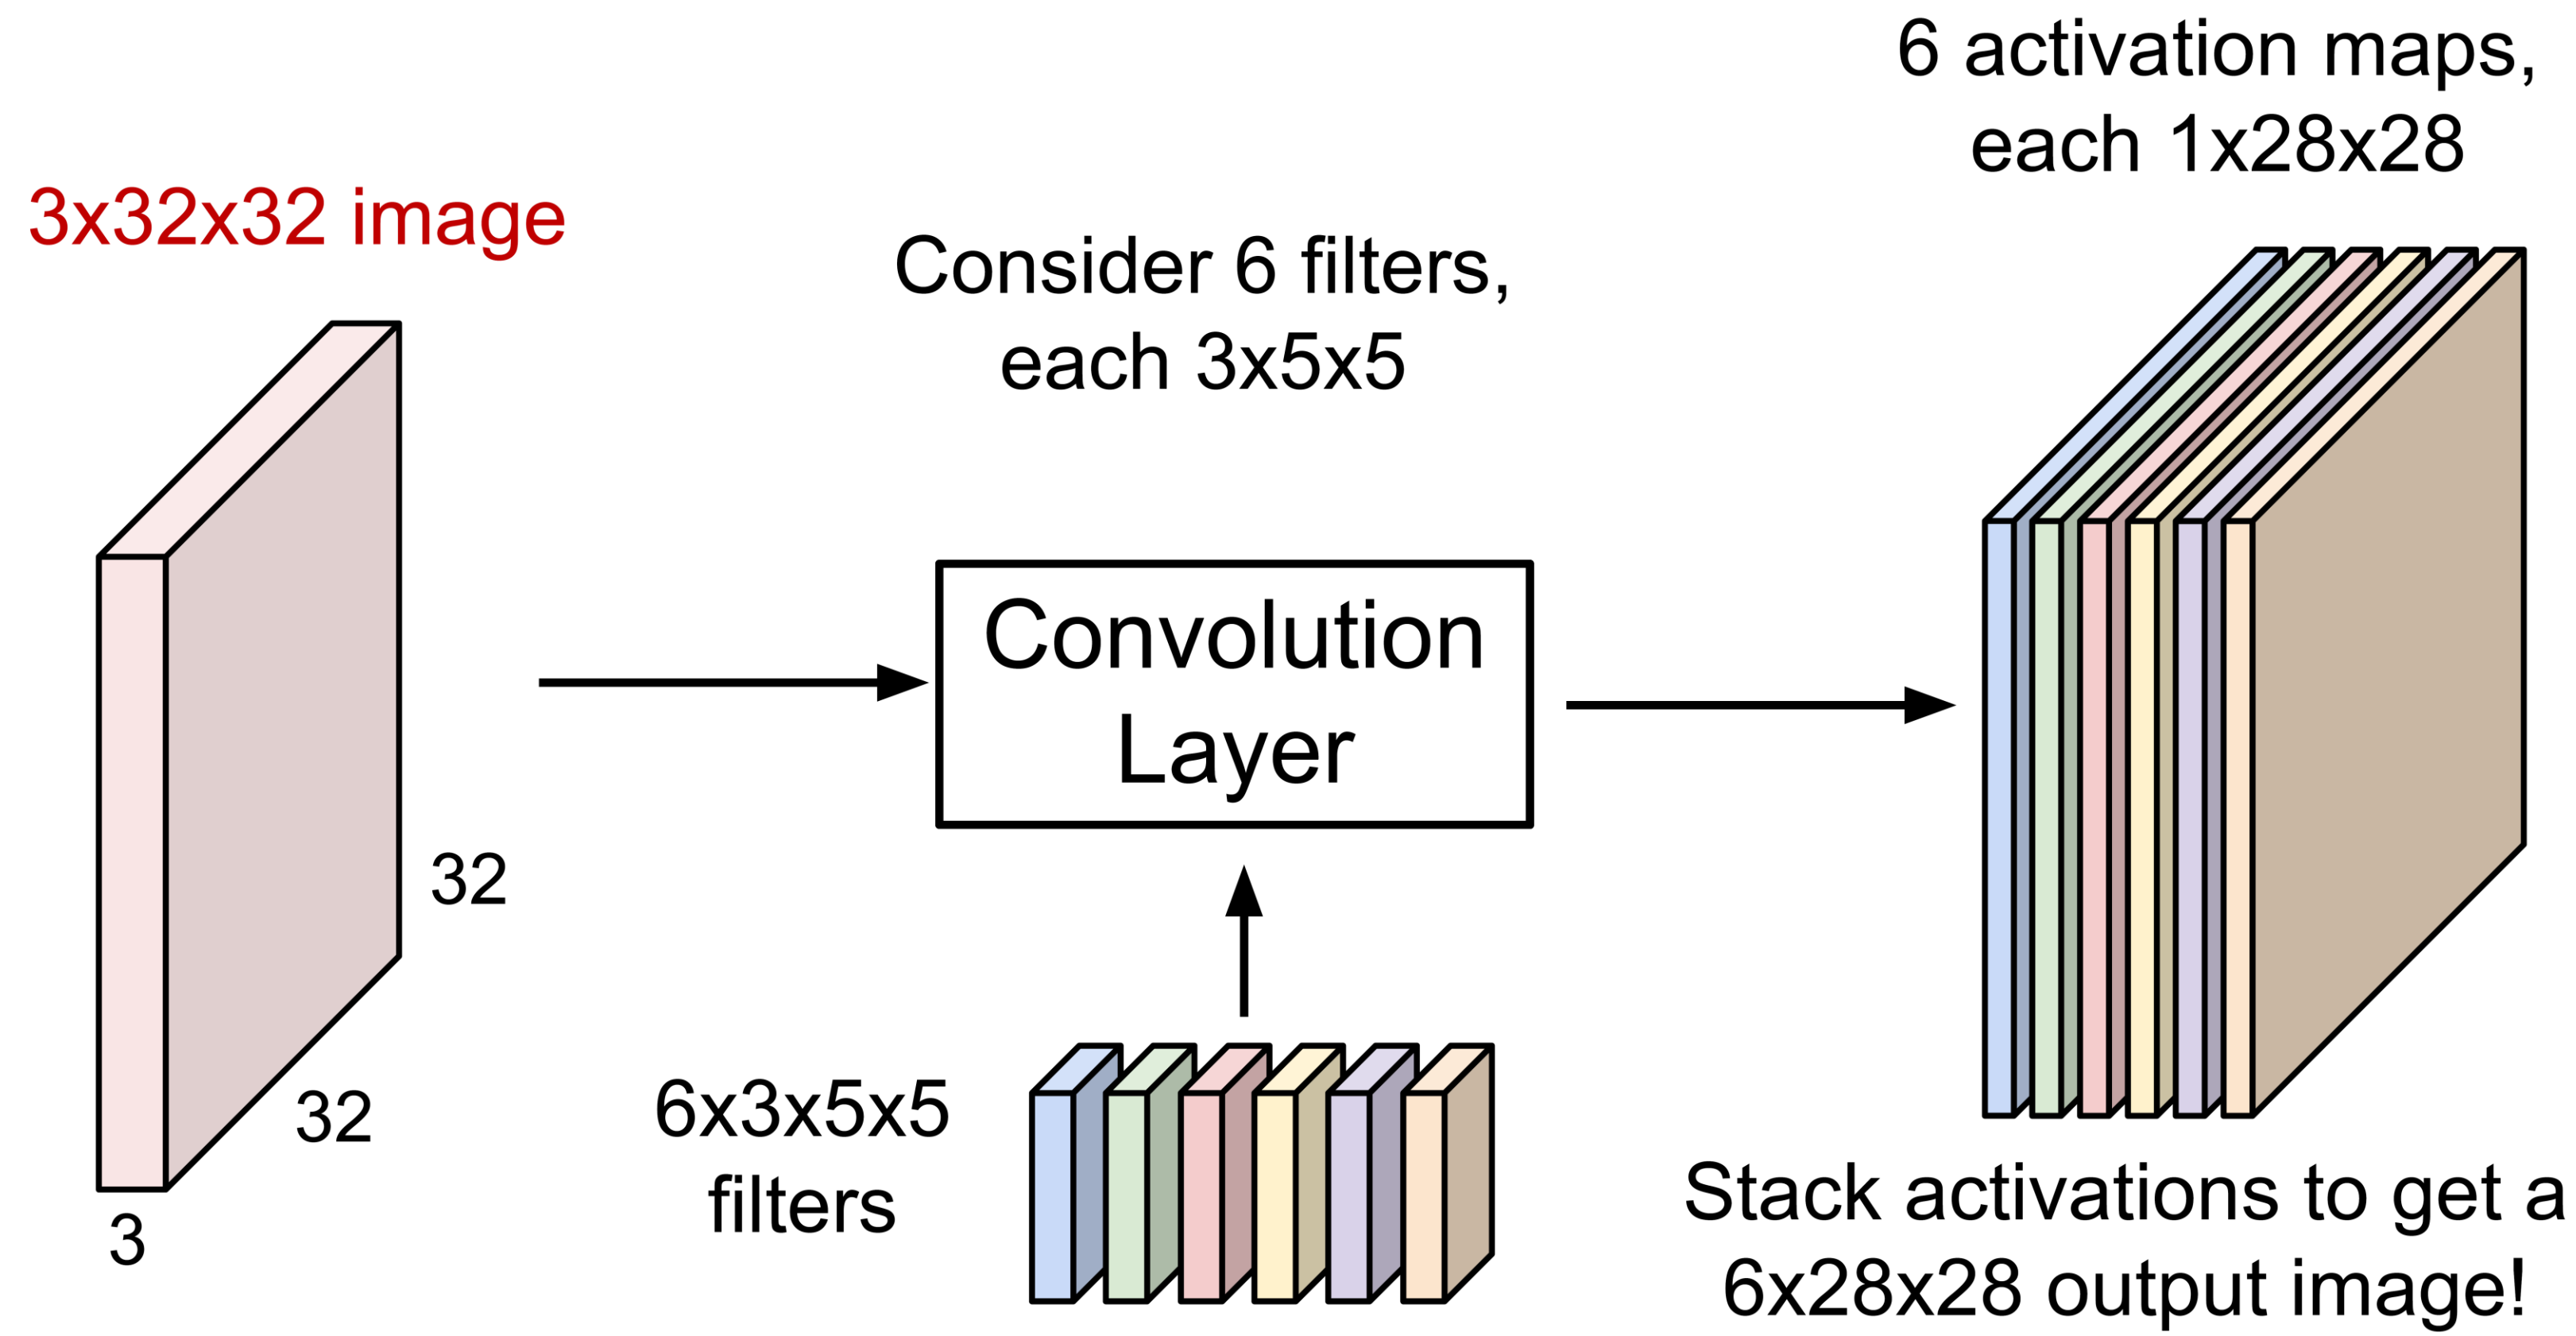 3x32x32 image
32
32
3
Consider 6 filters,
each 3x5x5
Convolution
Layer
6x3x5x5
filters
6 activation maps,
each 1x28x28
Stack activations to get a
6x28x28 output image!